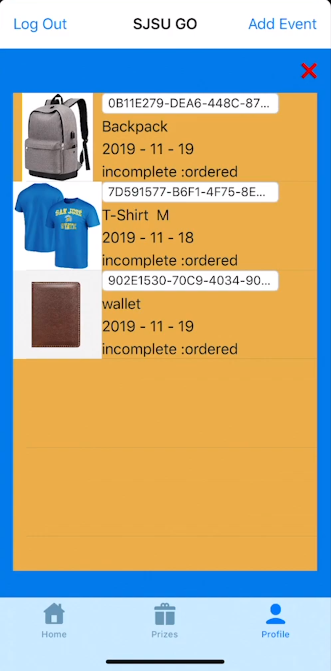 Log Out
SJSU GO
Add Event
0B11E279-DEA6-448C-87...
Backpack
2019 - 11 - 19
incomplete :ordered
7D591577-B6F1-4F75-8E...
T-Shirt M
2019 - 11 - 18
incomplete :ordered
SAN JOSE
902E1530-70C9-4034-90...
wallet
2019 - 11 - 19
incomplete :ordered
Home
Prizes
Profile